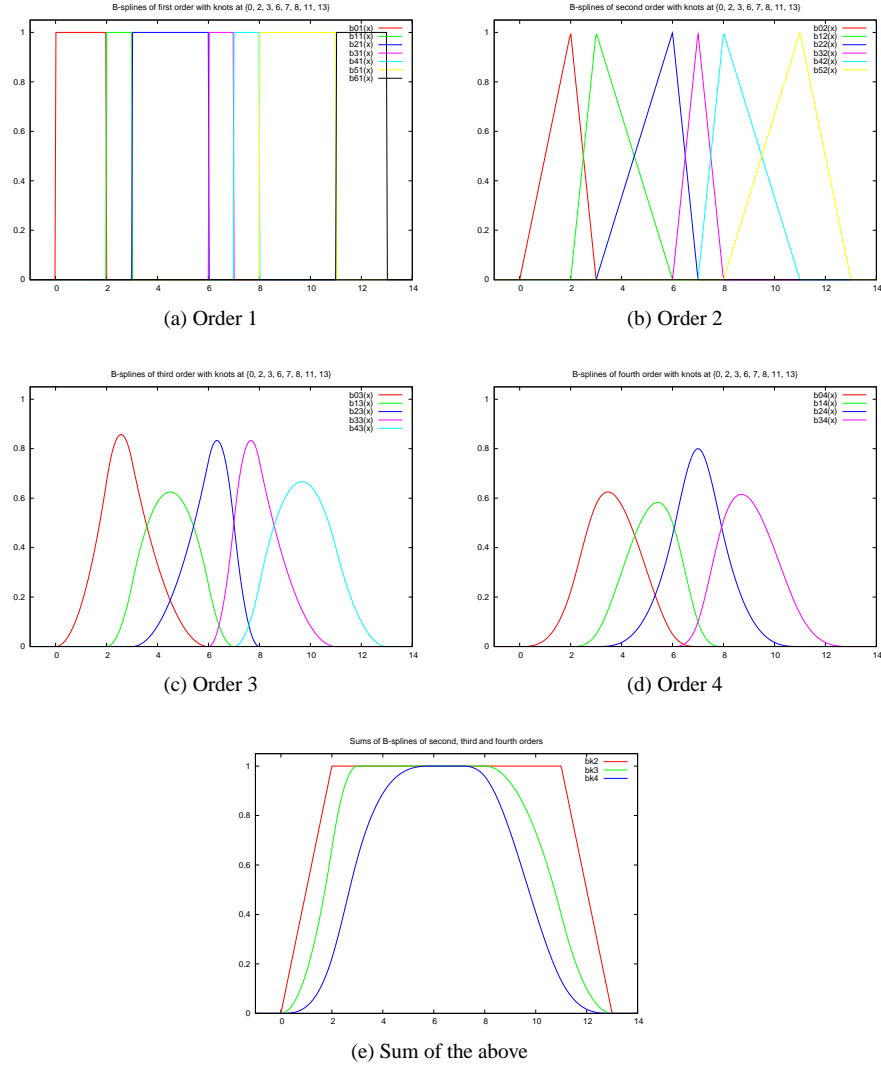 B-splines of first order with knots at {0, 2, 3, 6, 7, 8, 11, 13}
b01(x)
b11(x)
b21(x)
b31(x)
b41(x)
b51(x)
b61(x)
1
0.8
0.6
0.4
0.2
0
0 2 4 6 8 10 12 14
(a) Order 1
B-splines of second order with knots at {0, 2, 3, 6, 7, 8, 11, 13}
b02(x)
b12(x)
b22(x)
b32(x)
b42(x)
b52(x)
1
0.8
0.6
0.4
0.2
0
0 2 4 6 8 10 12 14
(b) Order 2
B-splines of third order with knots at {0, 2, 3, 6, 7, 8, 11, 13}
b03(x)
b13(x)
b23(x)
b33(x)
b43(x)
1
0.8
0.6
0.4
0.2
0
0 2 4 6 8 10 12 14
(c) Order 3
B-splines of fourth order with knots at {0, 2, 3, 6, 7, 8, 11, 13}
b04(x)
b14(x)
b24(x)
b34(x)
1
0.8
0.6
0.4
0.2
0
0 2 4 6 8 10 12 14
(d) Order 4
Sums of B-splines of second, third and fourth orders
bk2
bk3
bk4
1
0.8
0.6
0.4
0.2
0
0 2 4 6 8 10 12 14
(e) Sum of the above